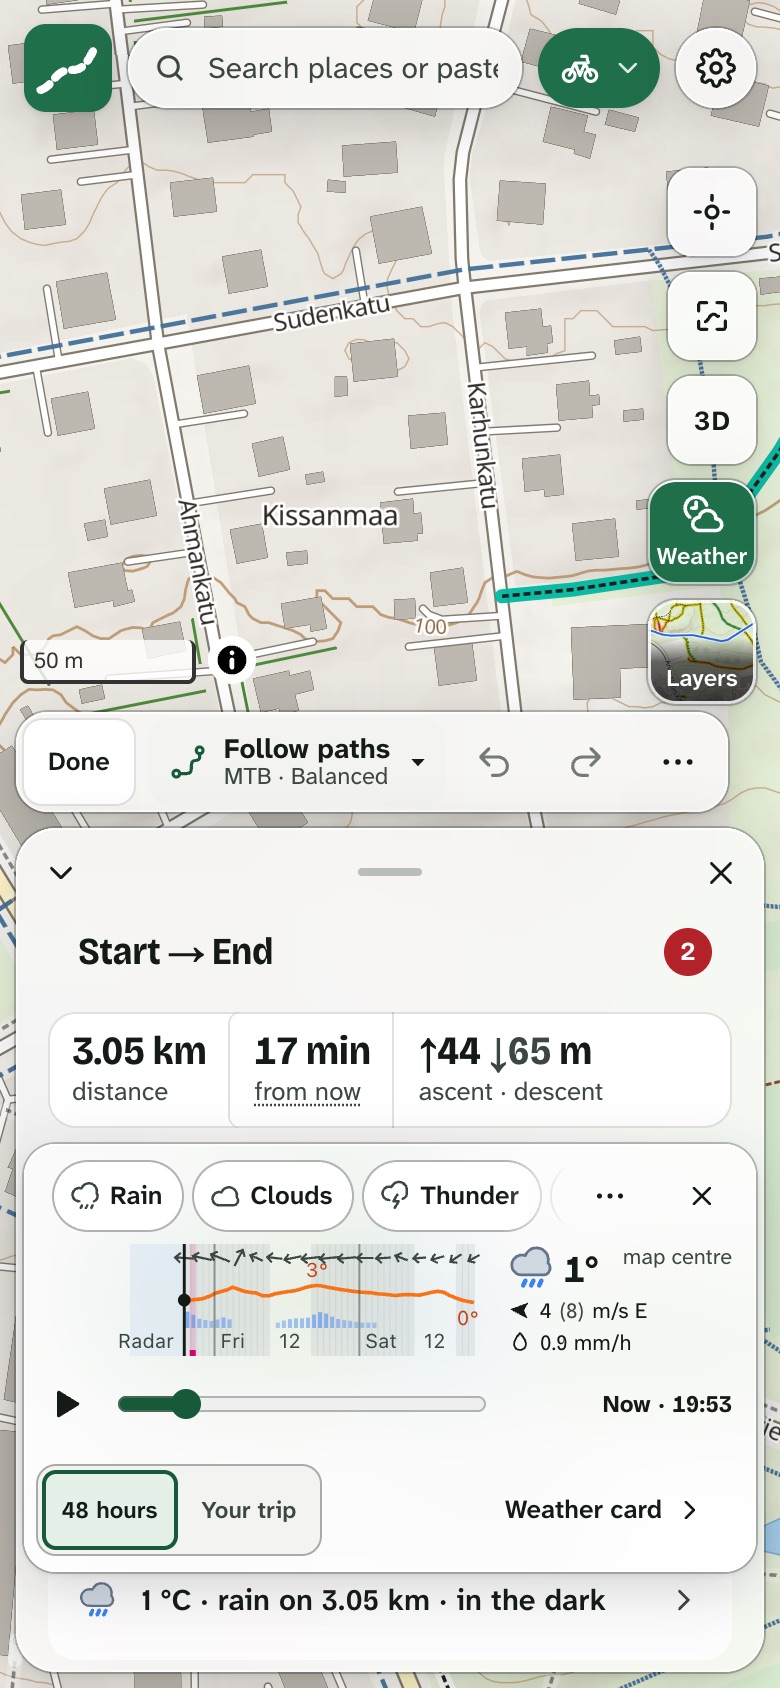 Search places or paste
Sudenkatu
S
Karhunkatu
3D
Kissanmaa
Ahmankatu
Weather
100
50 m
Layers
Done
Follow paths
MTB · Balanced
Start → End
2
3.05 km
distance
17 min
from now
↑44 ↓65 m
ascent · descent
Rain
Clouds
Thunder
3°
0°
Radar
Fri
12
Sat
12
1°
map centre
4 (8) m/s E
0.9 mm/h
Now · 19:53
48 hours
Your trip
Weather card
1 °C · rain on 3.05 km · in the dark